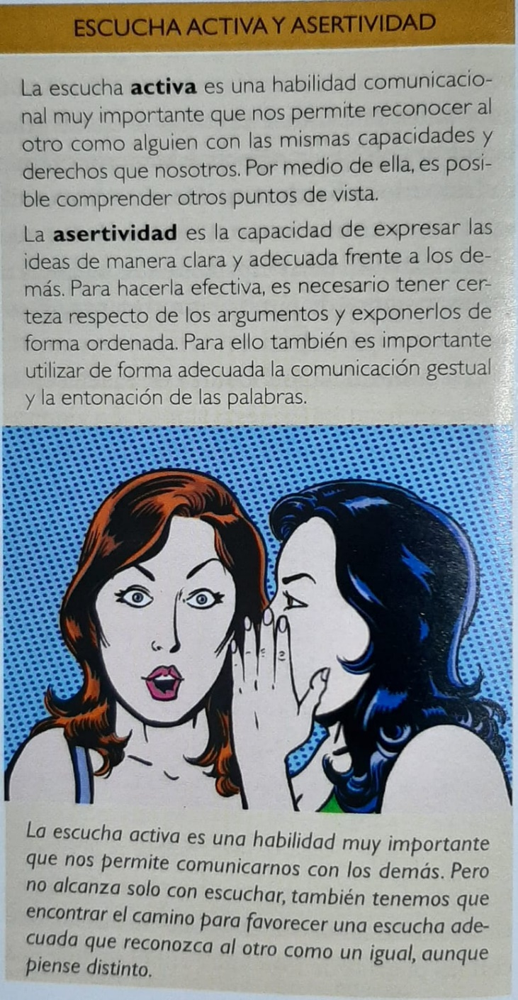 ESCUCHA ACTIVA Y ASERTIVIDAD
La escucha activa es una habilidad comunicacio-
nal muy importante que nos permite reconocer al
otro como alguien con las mismas capacidades y
derechos que nosotros. Por medio de ella, es posi-
ble comprender otros puntos de vista.
La asertividad es la capacidad de expresar las
ideas de manera clara y adecuada frente a los de-
más. Para hacerla efectiva, es necesario tener cer-
teza respecto de los argumentos y exponerlos de
forma ordenada. Para ello también es importante
utilizar de forma adecuada la comunicación gestual
y la entonación de las palabras.
La escucha activa es una habilidad muy importante
que nos permite comunicarnos con los demás. Pero
no alcanza solo con escuchar, también tenemos que
encontrar el camino para favorecer una escucha ade-
cuada que reconozca al otro como un igual, aunque
piense distinto.